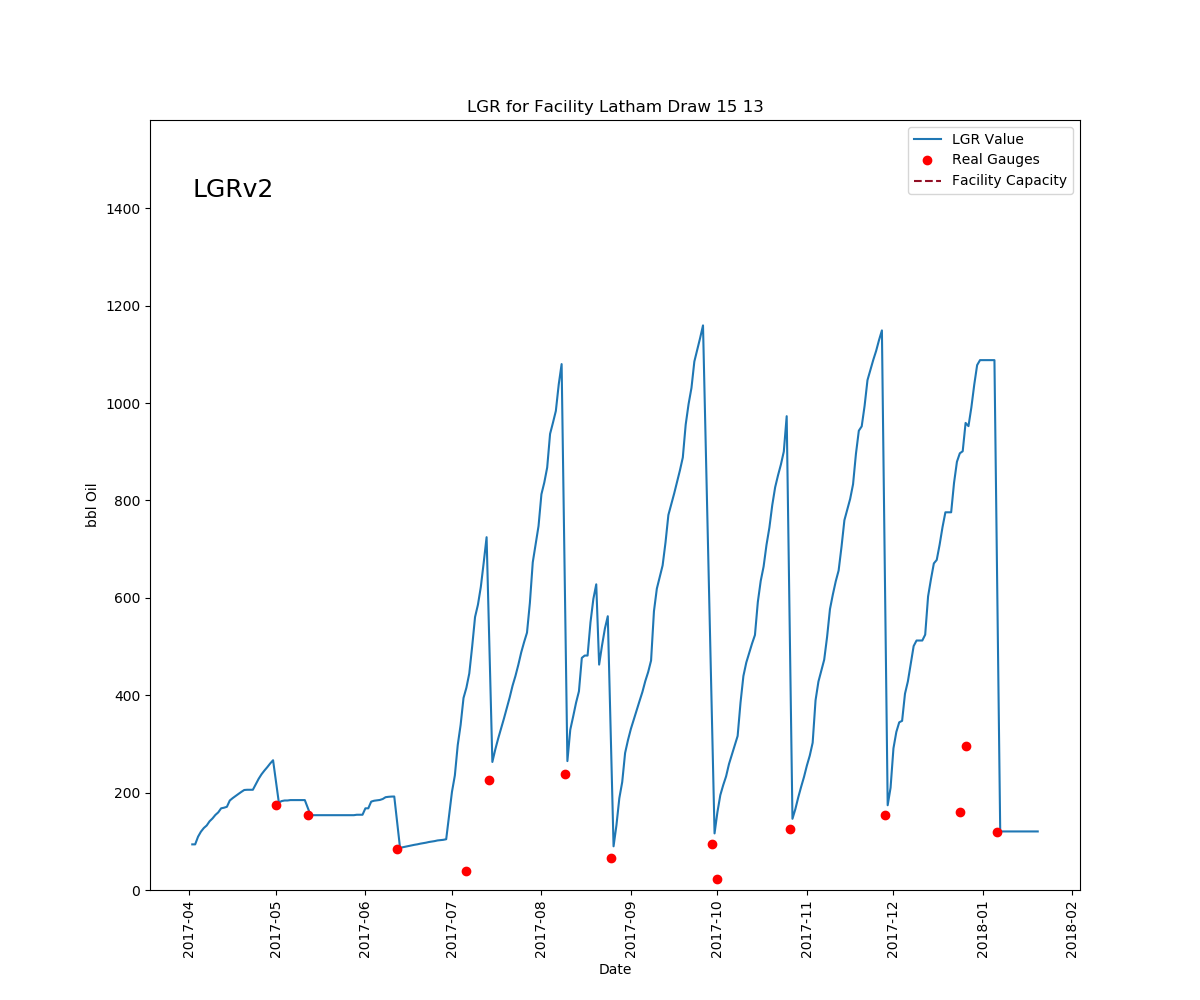 LGR for Facility Latham Draw 15 13
LGRv2
LGR Value
Real Gauges
Facility Capacity
bbl Oil
1400
1200
1000
800
600
400
200
0
2017-04
2017-05
2017-06
2017-07
2017-08
2017-09
2017-10
2017-11
2017-12
2018-01
2018-02
Date